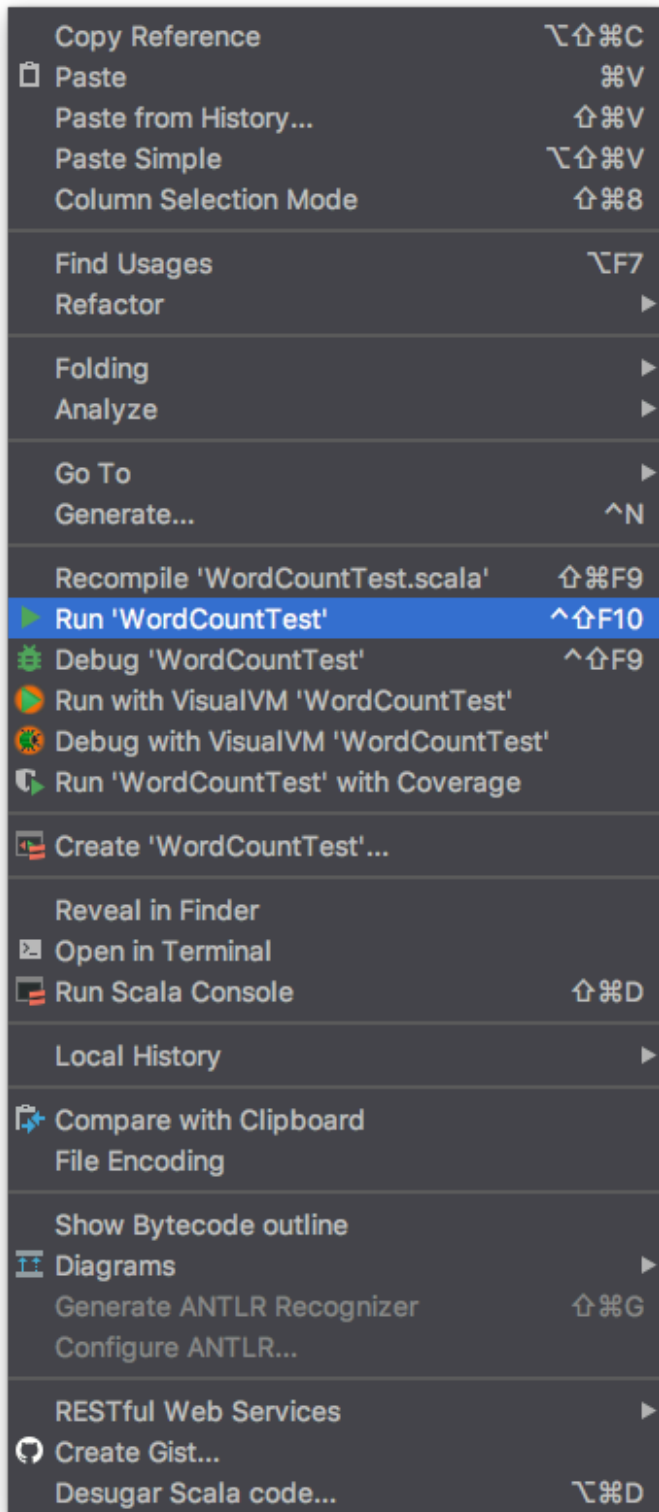 Copy Reference ⌥⇧⌘C
Paste ⌘V
Paste from History... ⇧⌘V
Paste Simple ⌥⇧⌘V
Column Selection Mode ⇧⌘8
Find Usages ⌥F7
Refactor
Folding
Analyze
Go To
Generate... ^N
Recompile 'WordCountTest.scala' ⇧⌘F9
Run 'WordCountTest' ^⇧F10
Debug 'WordCountTest' ^⇧F9
Run with VisualVM 'WordCountTest'
Debug with VisualVM 'WordCountTest'
Run 'WordCountTest' with Coverage
Create 'WordCountTest'...
Reveal in Finder
Open in Terminal
Run Scala Console ⇧⌘D
Local History
Compare with Clipboard
File Encoding
Show Bytecode outline
Diagrams
Generate ANTLR Recognizer ⇧⌘G
Configure ANTLR...
RESTful Web Services
Create Gist...
Desugar Scala code... ⌥⌘D